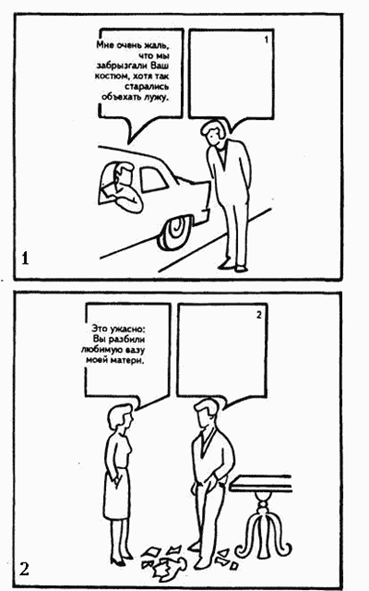 Мне очень жаль,
что мы
забрызгали Ваш
костюм, хотя так
старались
объехать лужу.
1
1
Это ужасно:
Вы разбили
любимую вазу
моей матери.
2
2